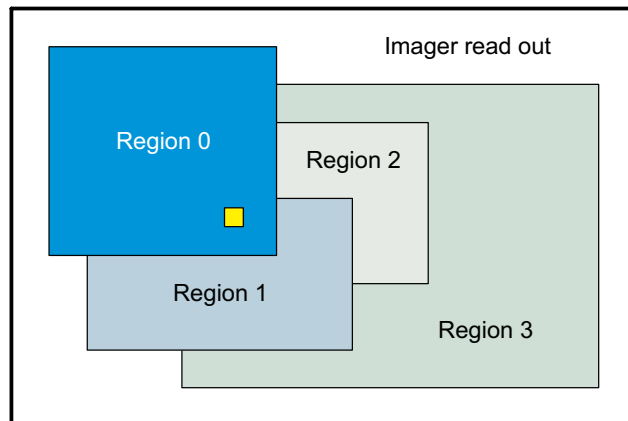 Imager read out
Region 0
Region 2
Region 1
Region 3